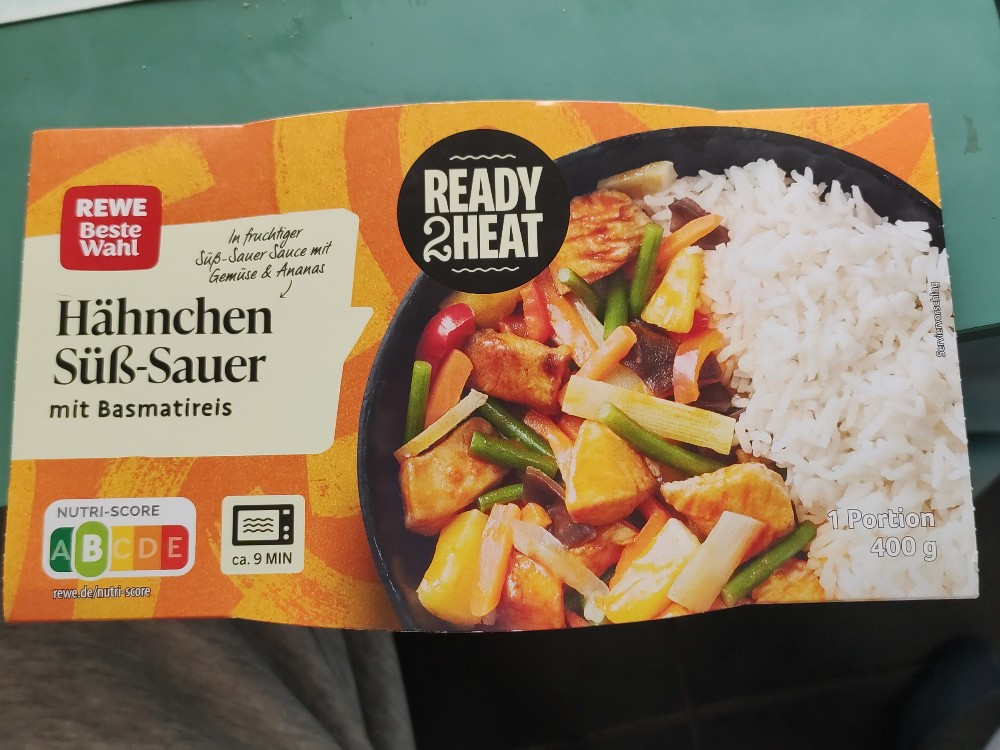 REWE
Beste
Wahl
In fruchtiger
Süß-Sauer Sauce mit
Gemüse & Ananas
Hähnchen
Süß-Sauer
mit Basmatireis
READY
2HEAT
NUTRI-SCORE
A B C D E
rewe.de/nutri-score
ca. 9 MIN
Serviervorschlag
1 Portion
400 g